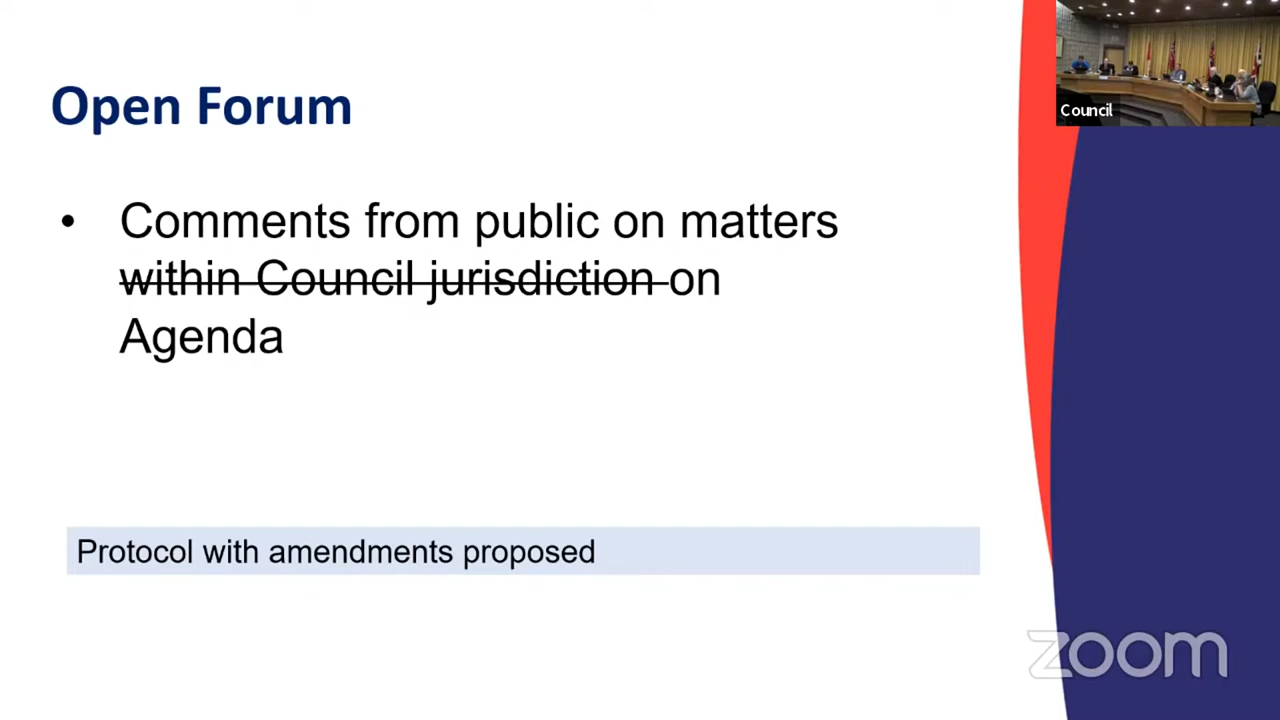 Open Forum
Council
• Comments from public on matters
within Council jurisdiction on
Agenda
Protocol with amendments proposed
zoom